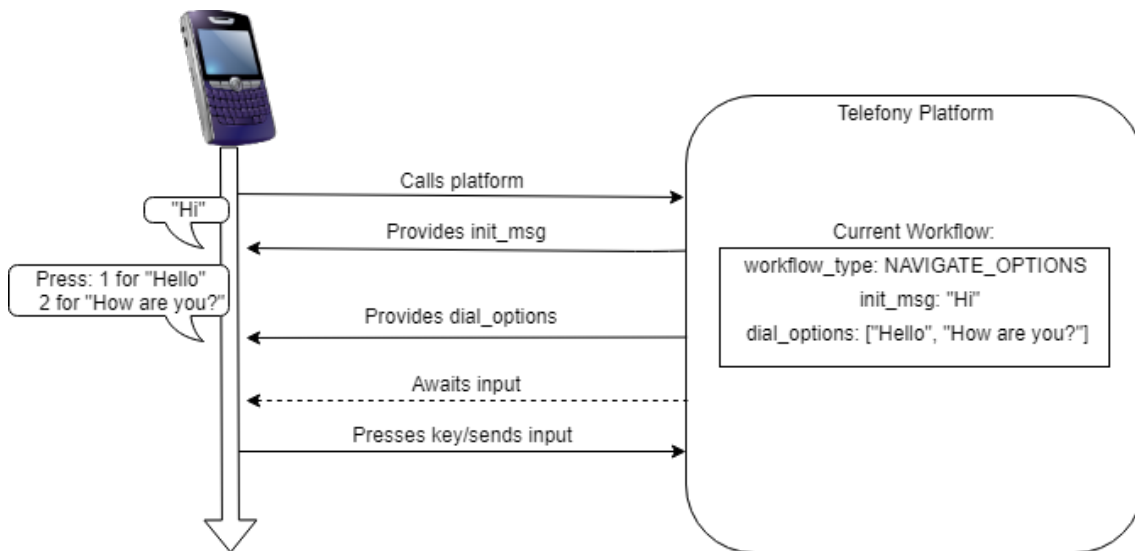 Telefony Platform
Calls platform
"Hi"
Provides init_msg
Current Workflow:
workflow_type: NAVIGATE_OPTIONS
init_msg: "Hi"
dial_options: ["Hello", "How are you?"]
Press: 1 for "Hello"
2 for "How are you?"
Provides dial_options
Awaits input
Presses key/sends input